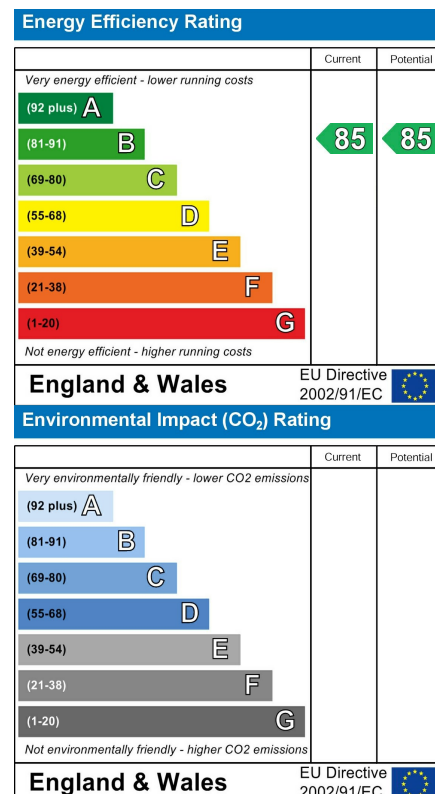 Energy Efficiency Rating
Current Potential
Very energy efficient - lower running costs
(92 plus) A
(81-91) B 85 85
(69-80) C
(55-68) D
(39-54) E
(21-38) F
(1-20) G
Not energy efficient - higher running costs
England & Wales
EU Directive
2002/91/EC
Environmental Impact (CO₂) Rating
Current Potential
Very environmentally friendly - lower CO2 emissions
(92 plus) A
(81-91) B
(69-80) C
(55-68) D
(39-54) E
(21-38) F
(1-20) G
Not environmentally friendly - higher CO2 emissions
England & Wales
EU Directive
2002/91/EC